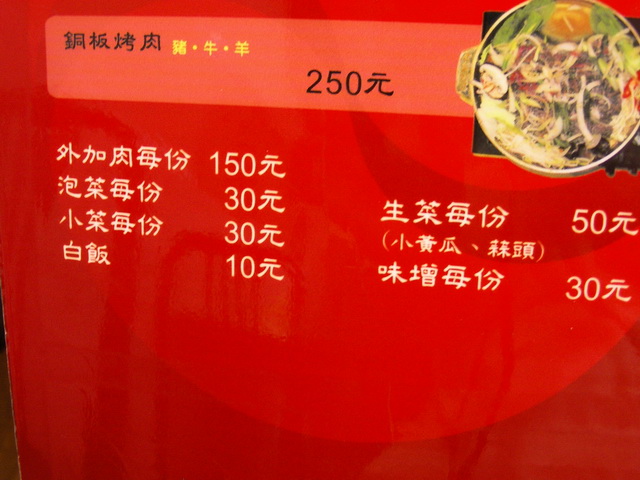 銅板烤肉 豬·牛·羊
250元
外加肉每份 150元
泡菜每份 30元
小菜每份 30元
白飯 10元
生菜每份 50元
(小黃瓜、蒜頭)
味增每份 30元